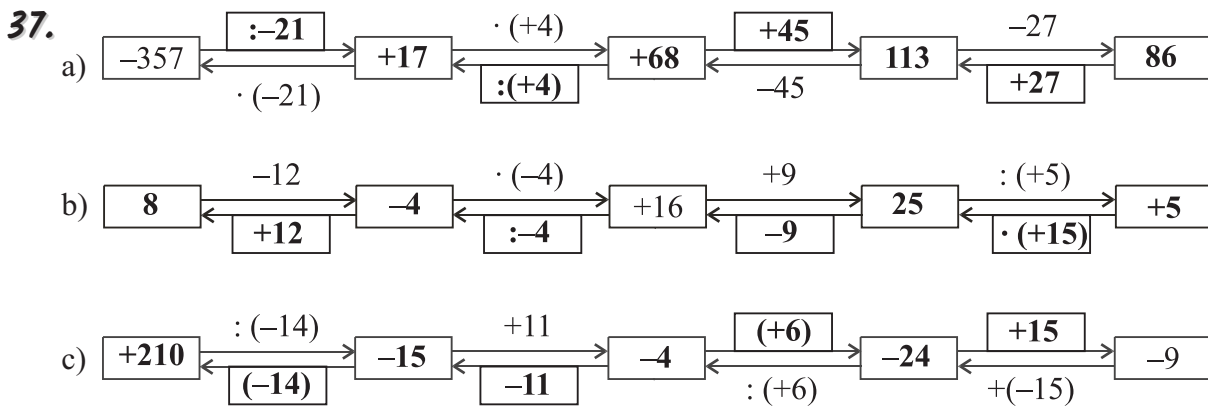 37.
:–21 · (+4) +45 –27
a) –357 +17 +68 113 86
· (–21) :(+4) –45 +27
–12 · (–4) +9 : (+5)
b) 8 –4 +16 25 +5
+12 :–4 –9 · (+15)
: (–14) +11 (+6) +15
c) +210 –15 –4 –24 –9
(–14) –11 : (+6) +(–15)